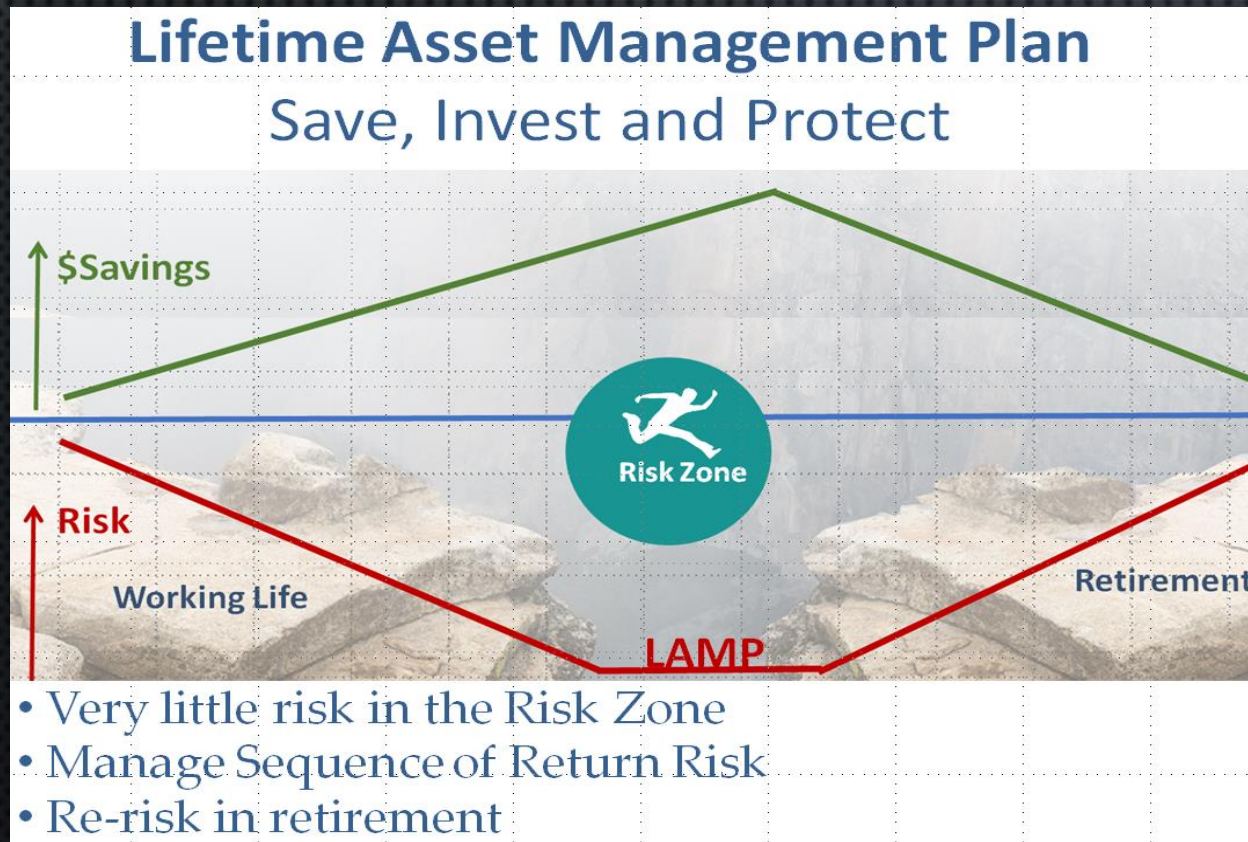 Lifetime Asset Management Plan
Save, Invest and Protect
$Savings
Risk Zone
Risk
Working Life
Retirement
LAMP
• Very little risk in the Risk Zone
• Manage Sequence of Return Risk
• Re-risk in retirement